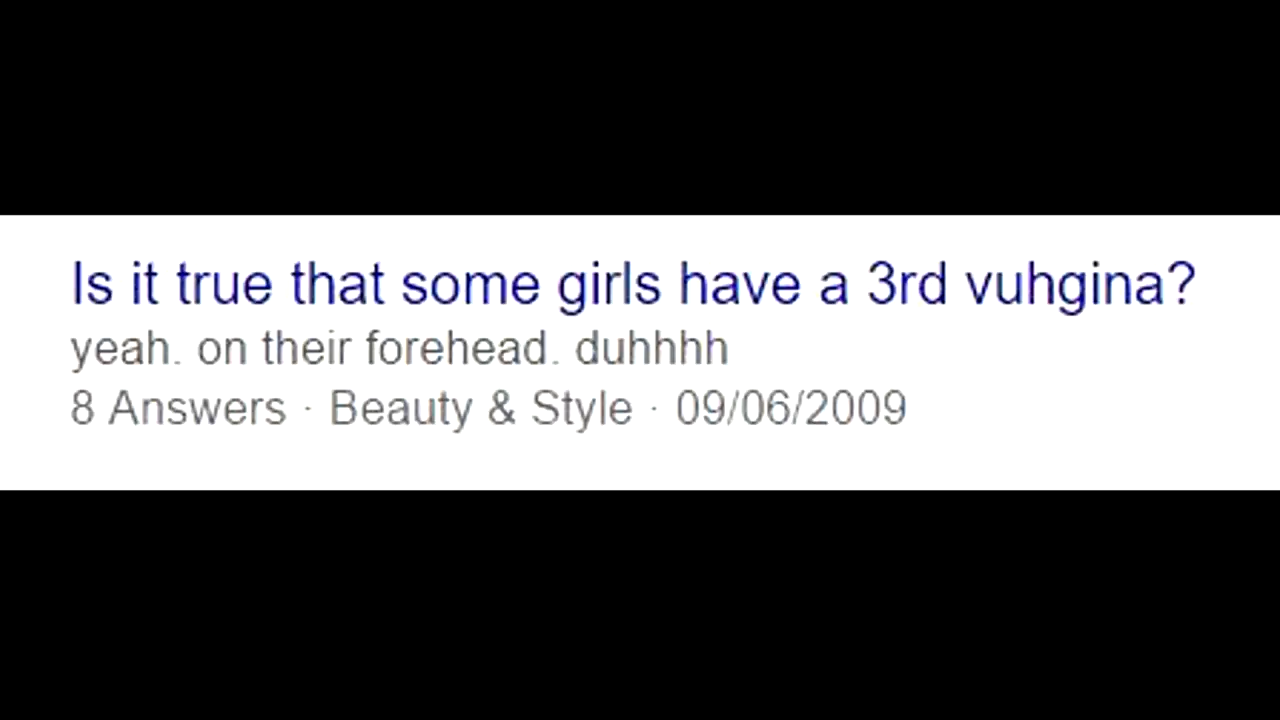 Is it true that some girls have a 3rd vuhgina?
yeah. on their forehead. duhhhh
8 Answers · Beauty & Style · 09/06/2009